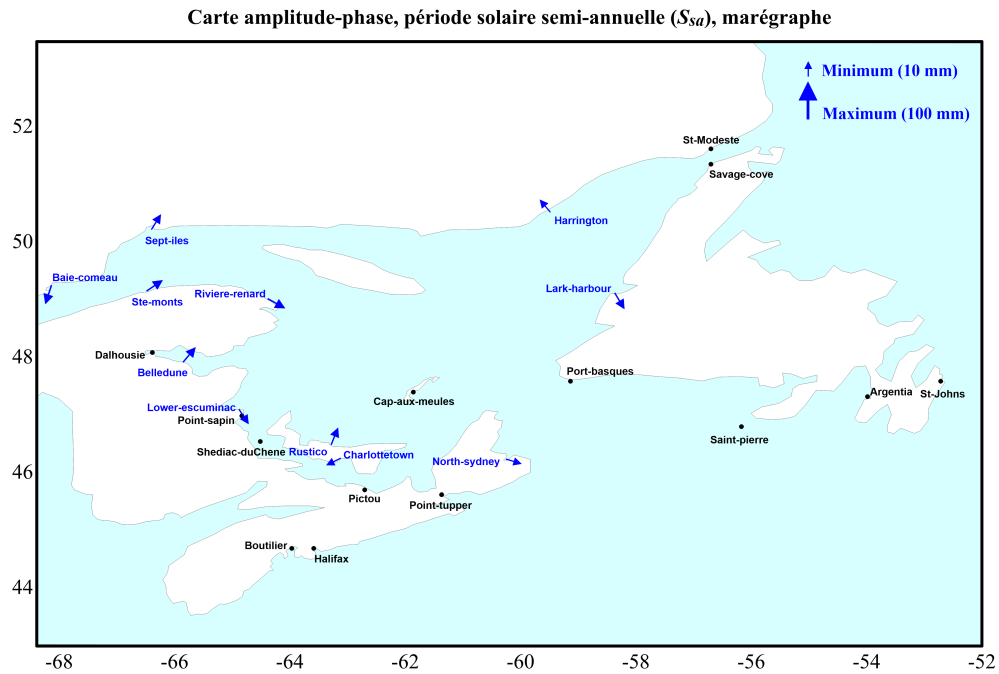 Carte amplitude-phase, période solaire semi-annuelle (Ssa), marégraphe
Minimum (10 mm)
Maximum (100 mm)
52
St-Modeste
Savage-cove
Harrington
Sept-iles
50
Baie-comeau
Ste-monts
Riviere-renard
Lark-harbour
48
Dalhousie
Belledune
Port-basques
Cap-aux-meules
Argentia
St-Johns
Lower-escuminac
Point-sapin
Saint-pierre
Shediac-duChene
Rustico
Charlottetown
North-sydney
46
Pictou
Point-tupper
Boutilier
Halifax
44
-68
-66
-64
-62
-60
-58
-56
-54
-52